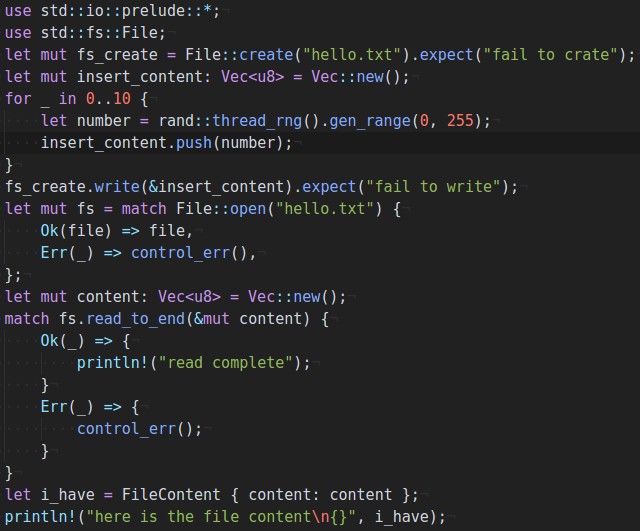 use std::io::prelude::*;
use std::fs::File;
let mut fs_create = File::create("hello.txt").expect("fail to crate");
let mut insert_content: Vec<u8> = Vec::new();
for _ in 0..10 {
    let number = rand::thread_rng().gen_range(0, 255);
    insert_content.push(number);
}
fs_create.write(&insert_content).expect("fail to write");
let mut fs = match File::open("hello.txt") {
    Ok(file) => file,
    Err(_) => control_err(),
};
let mut content: Vec<u8> = Vec::new();
match fs.read_to_end(&mut content) {
    Ok(_) => {
        println!("read complete");
    }
    Err(_) => {
        control_err();
    }
}
let i_have = FileContent { content: content };
println!("here is the file content\n{}", i_have);